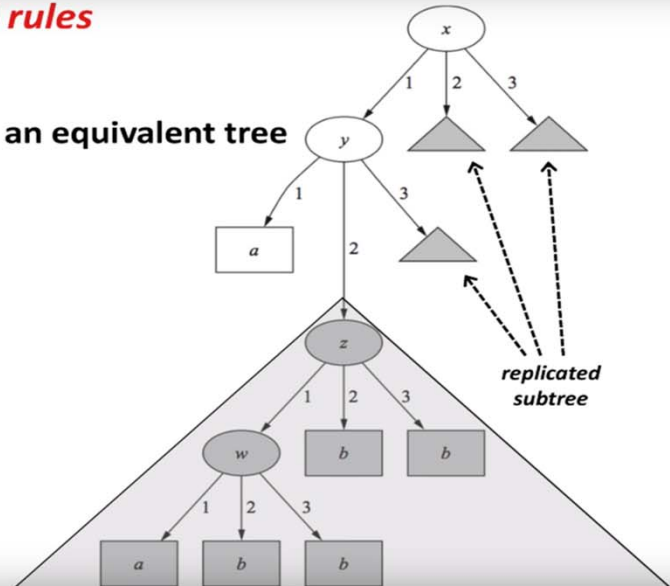 rules
x
1 2 3
an equivalent tree
y
1 3
a
2
z
replicated
subtree
1 2 3
w b b
1 2 3
a b b